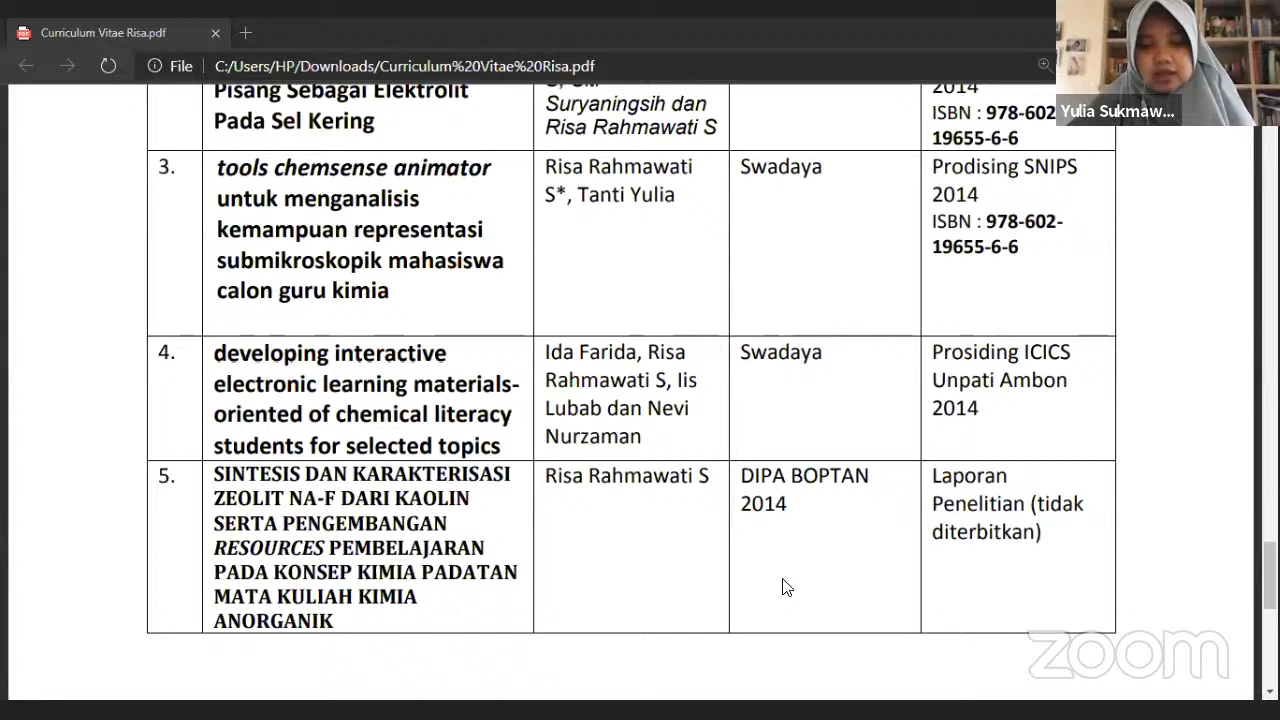 Curriculum Vitae Risa.pdf
File
C:/Users/HP/Downloads/Curriculum%20Vitae%20Risa.pdf
Yulia Sukmaw...
Pisang Sebagai Elektrolit
Pada Sel Kering
Suryaningsih dan
Risa Rahmawati S
2014
ISBN : 978-602
19655-6-6
3.
tools chemsense animator
untuk menganalisis
kemampuan representasi
submikroskopik mahasiswa
calon guru kimia
Risa Rahmawati
S*, Tanti Yulia
Swadaya
Prodising SNIPS
2014
ISBN : 978-602-
19655-6-6
4.
developing interactive
electronic learning materials-
oriented of chemical literacy
students for selected topics
Ida Farida, Risa
Rahmawati S, Iis
Lubab dan Nevi
Nurzaman
Swadaya
Prosiding ICICS
Unpati Ambon
2014
5.
SINTESIS DAN KARAKTERISASI
ZEOLIT NA-F DARI KAOLIN
SERTA PENGEMBANGAN
RESOURCES PEMBELAJARAN
PADA KONSEP KIMIA PADATAN
MATA KULIAH KIMIA
ANORGANIK
Risa Rahmawati S
DIPA BOPTAN
2014
Laporan
Penelitian (tidak
diterbitkan)
zoom